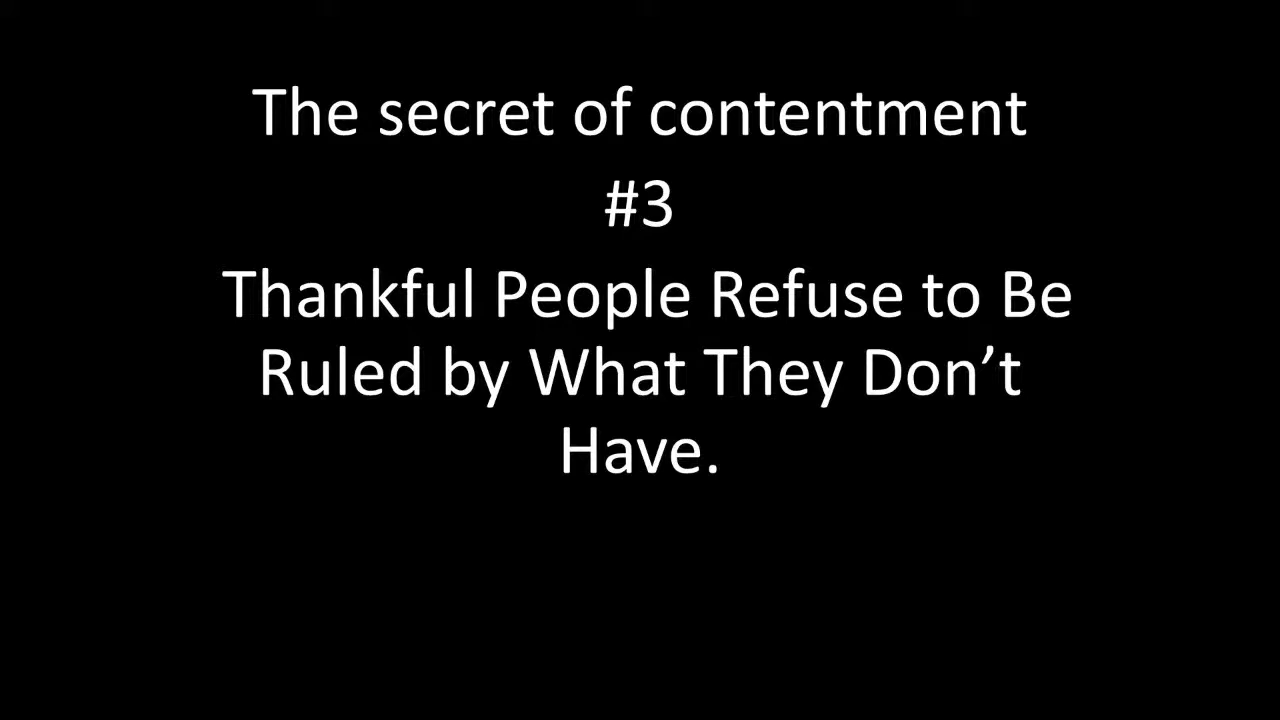 The secret of contentment
#3
Thankful People Refuse to Be
Ruled by What They Don’t
Have.